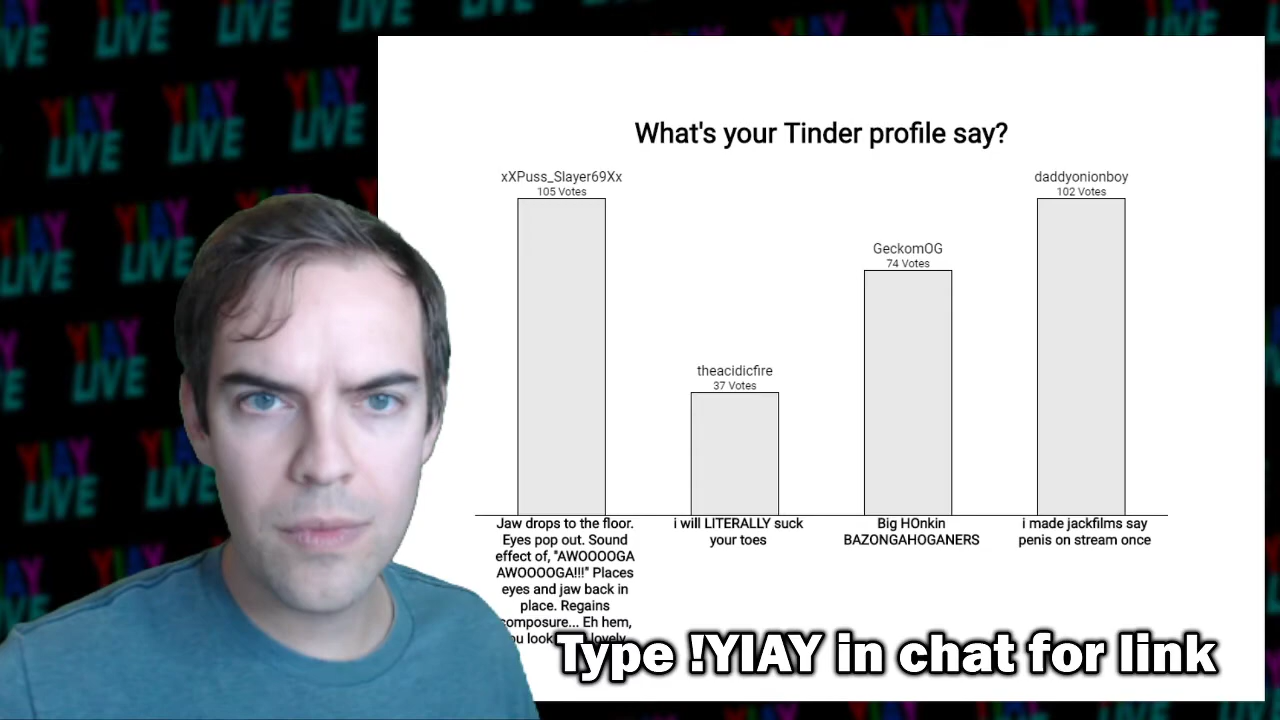 YIAY LIVE
What's your Tinder profile say?
xXPuss_Slayer69Xx
105 Votes
theacidicfire
37 Votes
GeckomOG
74 Votes
daddyonionboy
102 Votes
Jaw drops to the floor.
Eyes pop out. Sound
effect of, "AWOOOOGA
AWOOOOGA!!!" Places
eyes and jaw back in
place. Regains
composure... Eh hem,
lovely
i will LITERALLY suck
your toes
Big HOnkin
BAZONGAHOGANERS
i made jackfilms say
penis on stream once
Type !YIAY in chat for link